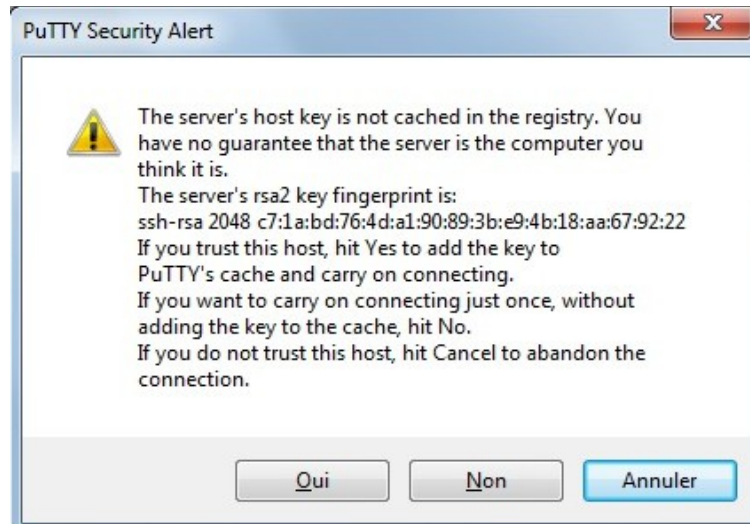 PuTTY Security Alert
X
The server's host key is not cached in the registry. You
have no guarantee that the server is the computer you
think it is.
The server's rsa2 key fingerprint is:
ssh-rsa 2048 c7:1a:bd:76:4d:a1:90:89:3b:e9:4b:18:aa:67:92:22
If you trust this host, hit Yes to add the key to
PuTTY's cache and carry on connecting.
If you want to carry on connecting just once, without
adding the key to the cache, hit No.
If you do not trust this host, hit Cancel to abandon the
connection.
Oui
Non
Annuler